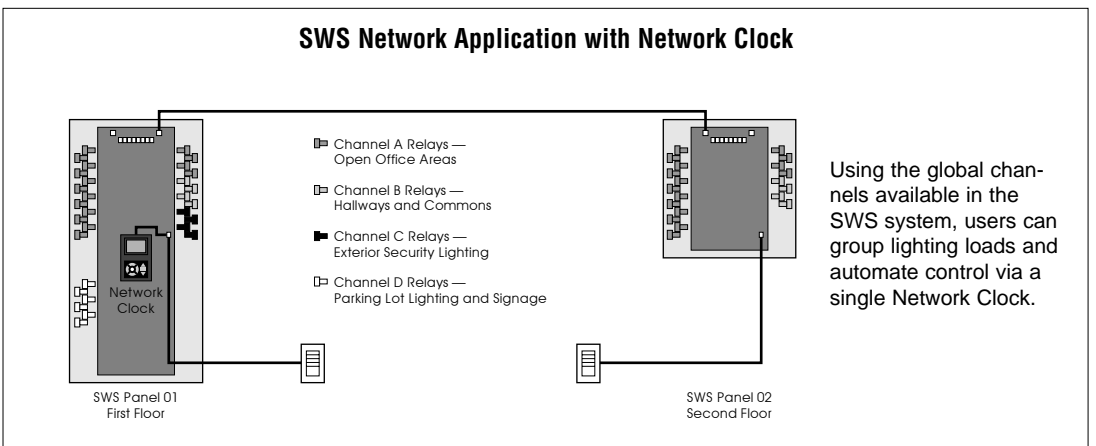 SWS Network Application with Network Clock
Channel A Relays —
Open Office Areas
Channel B Relays —
Hallways and Commons
Channel C Relays —
Exterior Security Lighting
Channel D Relays —
Parking Lot Lighting and Signage
Network
Clock
SWS Panel 01
First Floor
SWS Panel 02
Second Floor
Using the global chan-
nels available in the
SWS system, users can
group lighting loads and
automate control via a
single Network Clock.